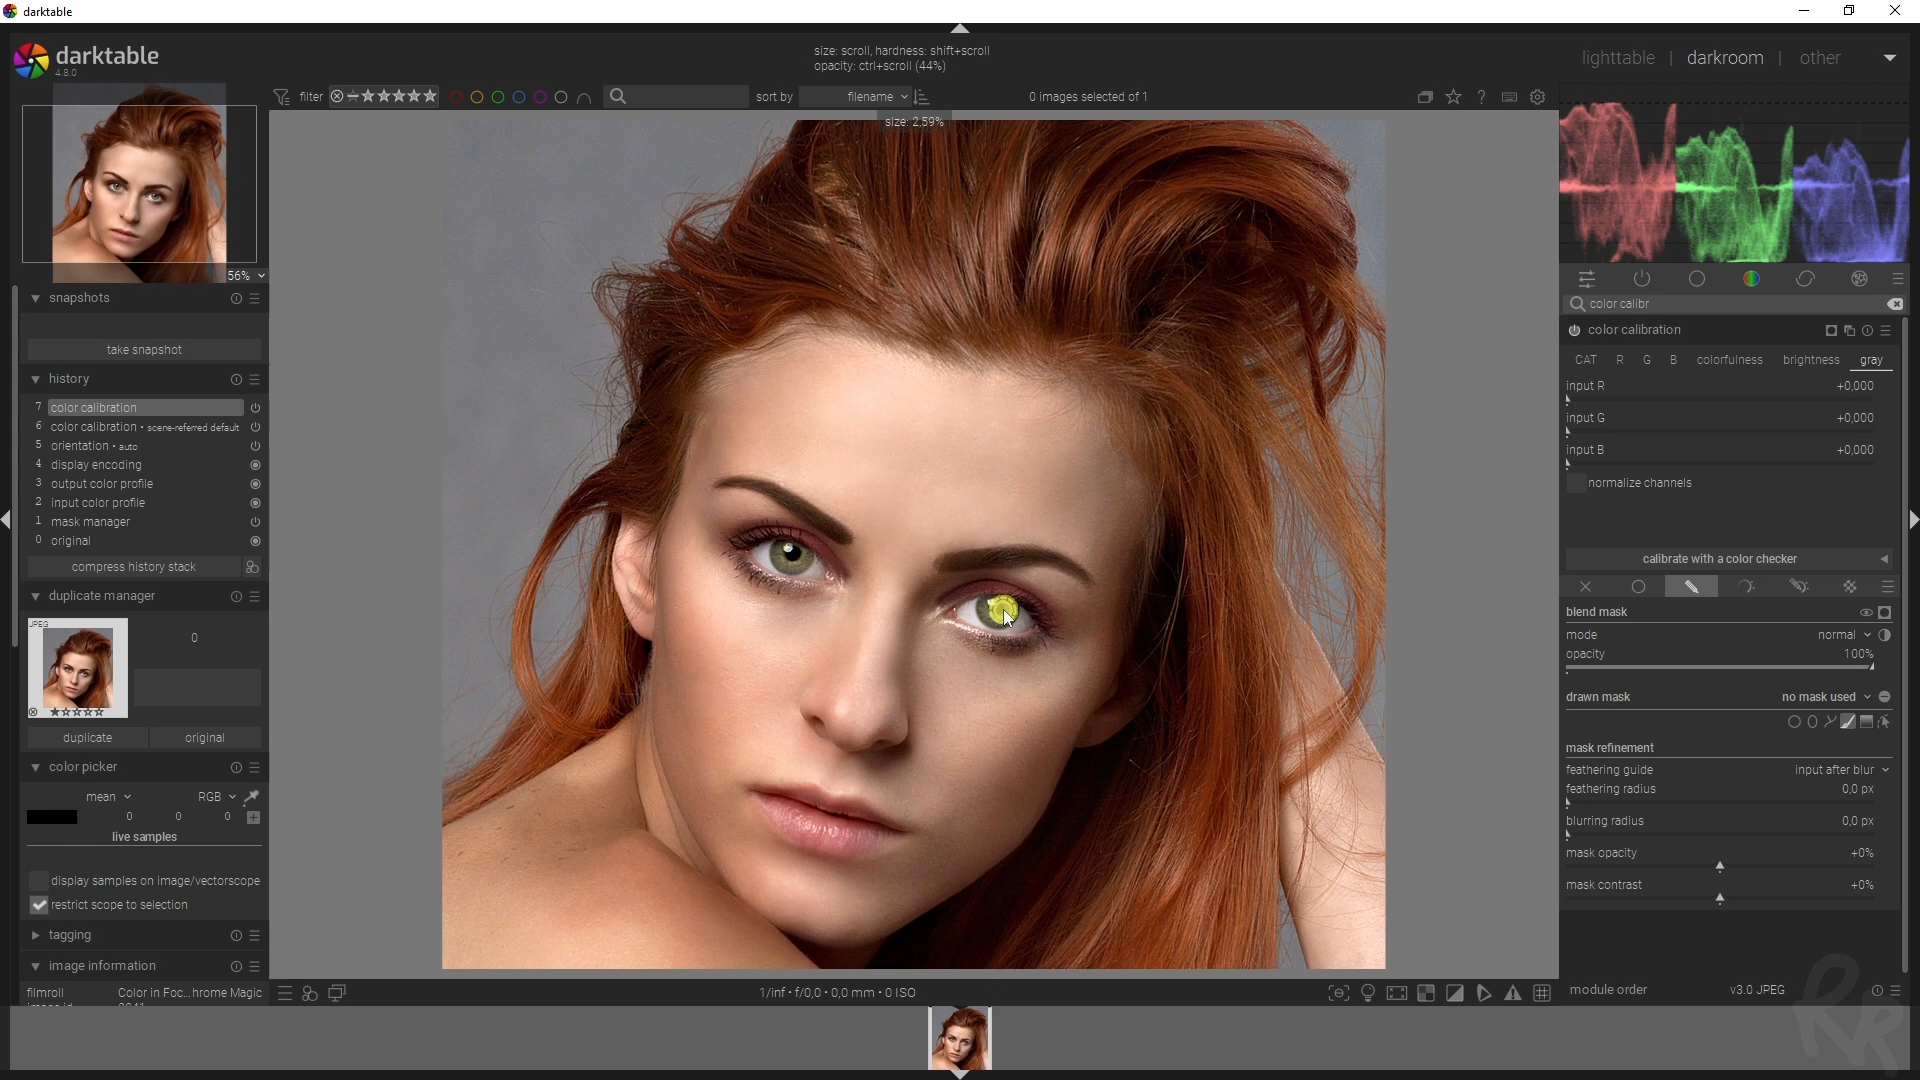 darktable
darktable
4.8.0
size: scroll, hardness: shift+scroll
opacity: ctrl+scroll (44%)
lighttable | darkroom | other
filter
sort by filename
0 images selected of 1
size: 2,59%
56%
snapshots
take snapshot
history
7 color calibration
6 color calibration • scene-referred default
5 orientation • auto
4 display encoding
3 output color profile
2 input color profile
1 mask manager
0 original
compress history stack
duplicate manager
JPEG
0
duplicate original
color picker
mean RGB
0 0 0
live samples
display samples on image/vectorscope
restrict scope to selection
tagging
image information
filmroll Color in Foc...hrome Magic
1/inf • f/0,0 • 0,0 mm • 0 ISO
color calibr
color calibration
CAT R G B colorfulness brightness gray
input R +0,000
input G +0,000
input B +0,000
normalize channels
calibrate with a color checker
blend mask
mode normal
opacity 100%
drawn mask no mask used
mask refinement
feathering guide input after blur
feathering radius 0,0 px
blurring radius 0,0 px
mask opacity +0%
mask contrast +0%
module order v3.0 JPEG